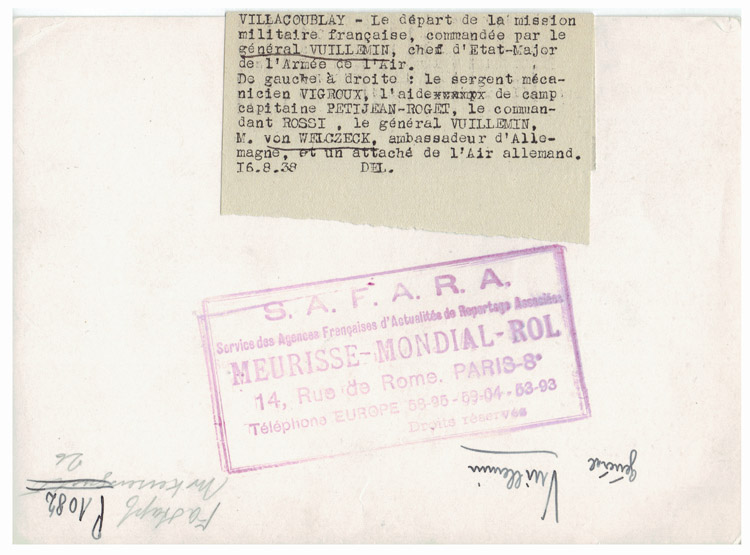 VILLACOUBLAY - Le départ de la mission
militaire française, commandée par le
général VUILLEMIN, chef d'Etat-Major
de l'Armée de l'Air.
De gauche à droite : le sergent méca-
nicien VIGROUX, l'aidexxxxpx de camp
capitaine PETIJEAN-ROGET, le comman-
dant ROSSI , le général VUILLEMIN,
M. von WELCZECK, ambassadeur d'Alle-
magne, et un attaché de l'Air allemand.
16.8.38 DEL.
S. A. F. A. R. A.
Service des Agences Françaises d'Actualités de Reportage Associées
MEURISSE-MONDIAL-ROL
14, Rue de Rome. PARIS-8e
Téléphone EUROPE 58-95 - 59-04 - 53-93
Droits réservés
général
Vuillemin
P 1082